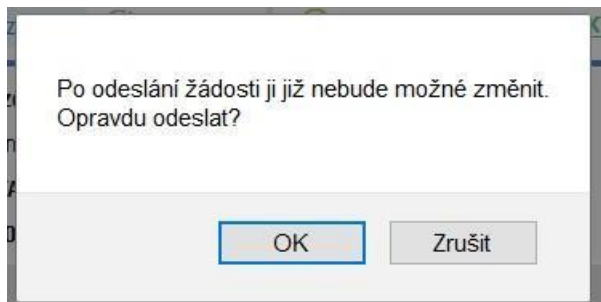 Po odeslání žádosti ji již nebude možné změnit.
Opravdu odeslat?
OK
Zrušit